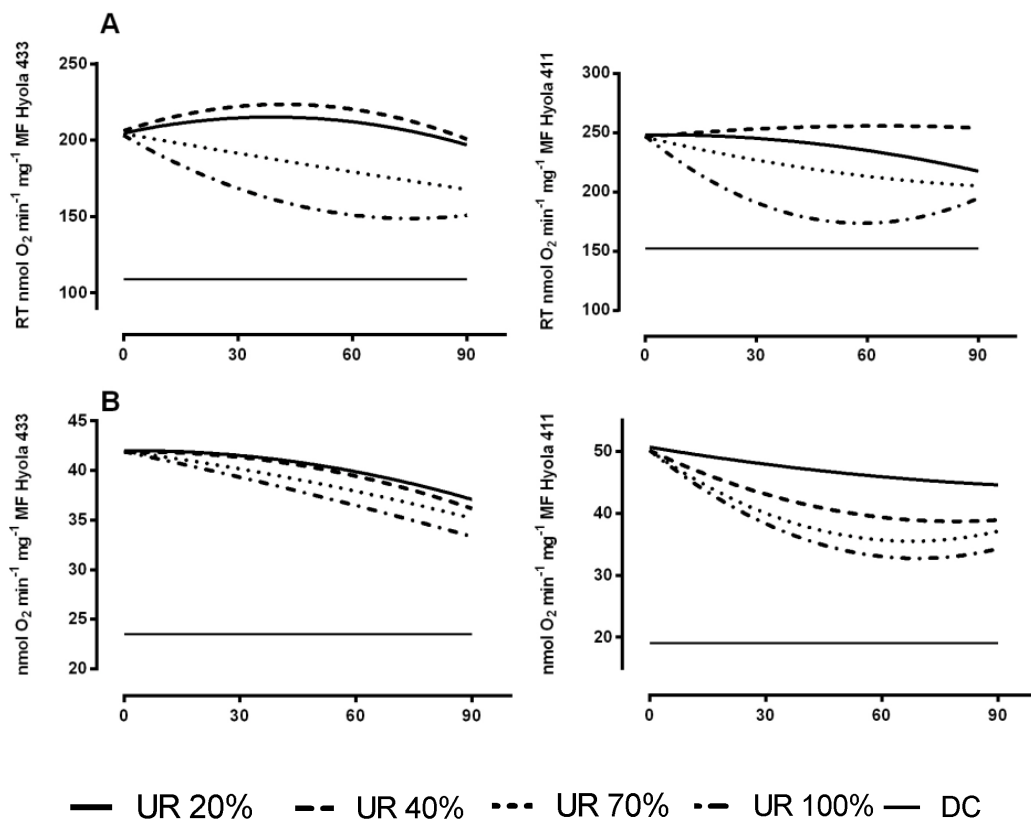 A
RT nmol O₂ min⁻¹ mg⁻¹ MF Hyola 433
250
200
150
100
0 30 60 90
RT nmol O₂ min⁻¹ mg⁻¹ MF Hyola 411
300
250
200
150
100
0 30 60 90
B
nmol O₂ min⁻¹ mg⁻¹ MF Hyola 433
45
40
35
30
25
20
0 30 60 90
nmol O₂ min⁻¹ mg⁻¹ MF Hyola 411
50
40
30
20
0 30 60 90
UR 20% UR 40% UR 70% UR 100% DC